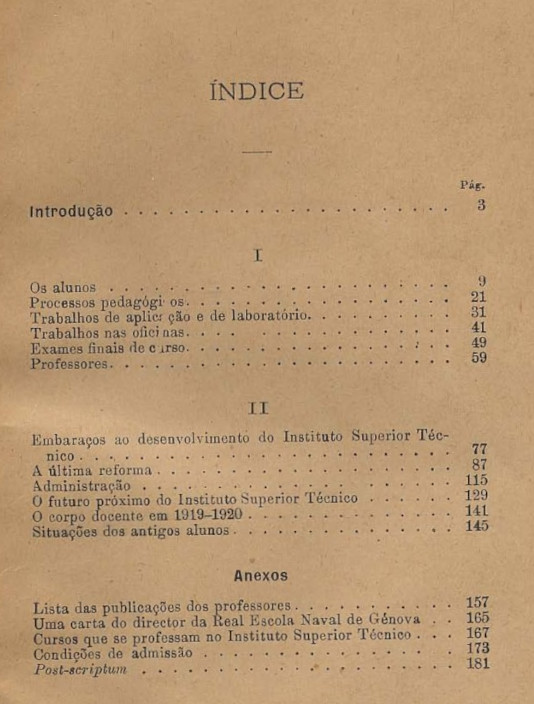 ÍNDICE
Pág.
Introdução . . . . . . . . . . . . . . . . . . . . . . 3
I
Os alunos . . . . . . . . . . . . . . . . . . . . . . 9
Processos pedagógicos. . . . . . . . . . . . . . . . . 21
Trabalhos de aplicação e de laboratório. . . . . . . . . 31
Trabalhos nas oficinas. . . . . . . . . . . . . . . . . 41
Exames finais de curso. . . . . . . . . . . . . . . . . 49
Professores. . . . . . . . . . . . . . . . . . . . . . 59
II
Embaraços ao desenvolvimento do Instituto Superior Téc-
nico . . . . . . . . . . . . . . . . . . . . . . . . 77
A última reforma . . . . . . . . . . . . . . . . . . . 87
Administração . . . . . . . . . . . . . . . . . . . . 115
O futuro próximo do Instituto Superior Técnico . . . . . . 129
O corpo docente em 1919-1920 . . . . . . . . . . . . . 141
Situações dos antigos alunos . . . . . . . . . . . . . . 145
Anexos
Lista das publicações dos professores . . . . . . . . . . 157
Uma carta do director da Real Escola Naval de Génova . . 165
Cursos que se professam no Instituto Superior Técnico . . . 167
Condições de admissão . . . . . . . . . . . . . . . . 173
Post-scriptum . . . . . . . . . . . . . . . . . . . . 181